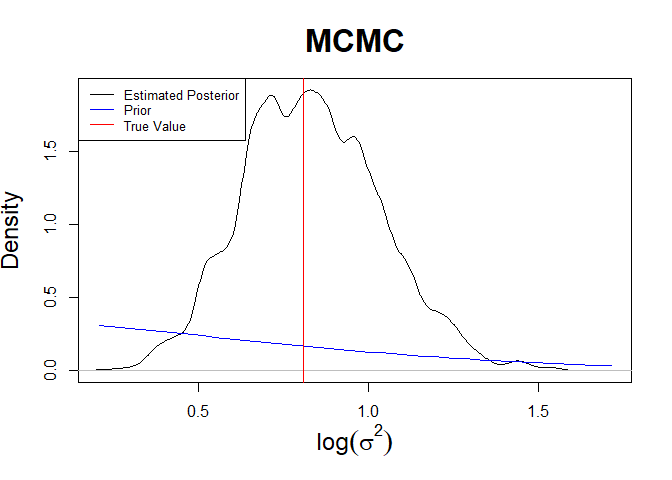 MCMC
Estimated Posterior
Prior
True Value
Density
0.0
0.5
1.0
1.5
0.5
1.0
1.5
log(σ²)